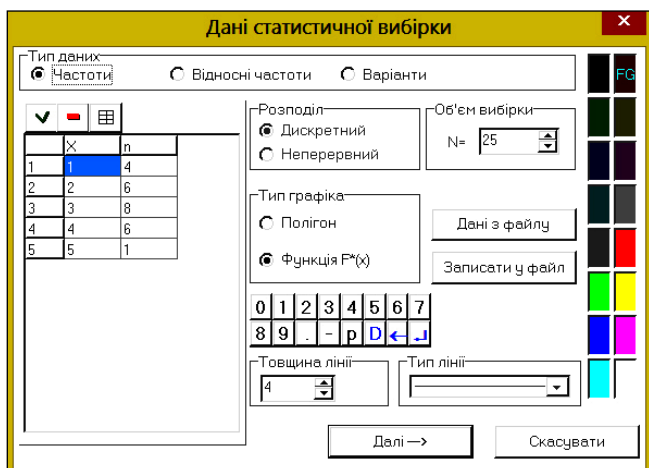 Дані статистичної вибірки
Тип даних
Частоти Відносні частоти Варіанти
FG
X n
1 1 4
2 2 6
3 3 8
4 4 6
5 5 1
Розподіл
Дискретний
Неперервний
Об'єм вибірки
N= 25
Тип графіка
Полігон
Функція F*(x)
Дані з файлу
Записати у файл
0 1 2 3 4 5 6 7
8 9 . - p D ← ↵
Товщина лінії
4
Тип лінії
Далі —>
Скасувати